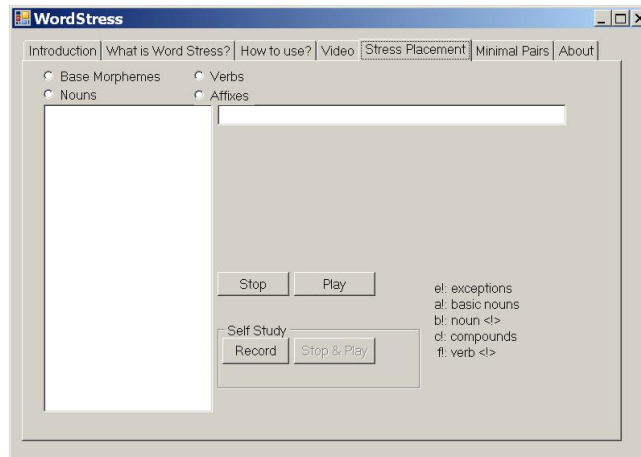 WordStress
Introduction What is Word Stress? How to use? Video Stress Placement Minimal Pairs About
Base Morphemes Verbs
Nouns Affixes
Stop Play
Self Study
Record Stop & Play
e!: exceptions
a!: basic nouns
b!: noun <!>
c!: compounds
f!: verb <!>